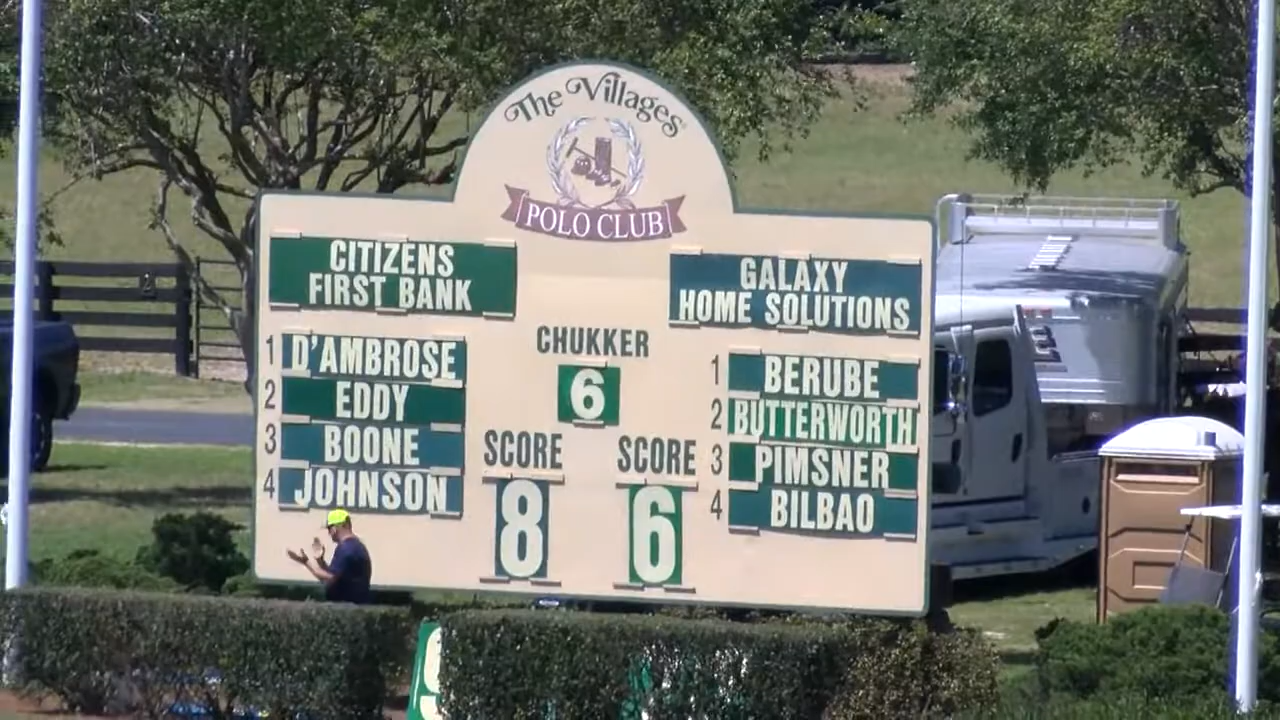 The Villages
POLO CLUB
CITIZENS
FIRST BANK
GALAXY
HOME SOLUTIONS
CHUKKER
6
1 D'AMBROSE
2 EDDY
3 BOONE
4 JOHNSON
SCORE
8
SCORE
6
1 BERUBE
2 BUTTERWORTH
3 PIMSNER
4 BILBAO